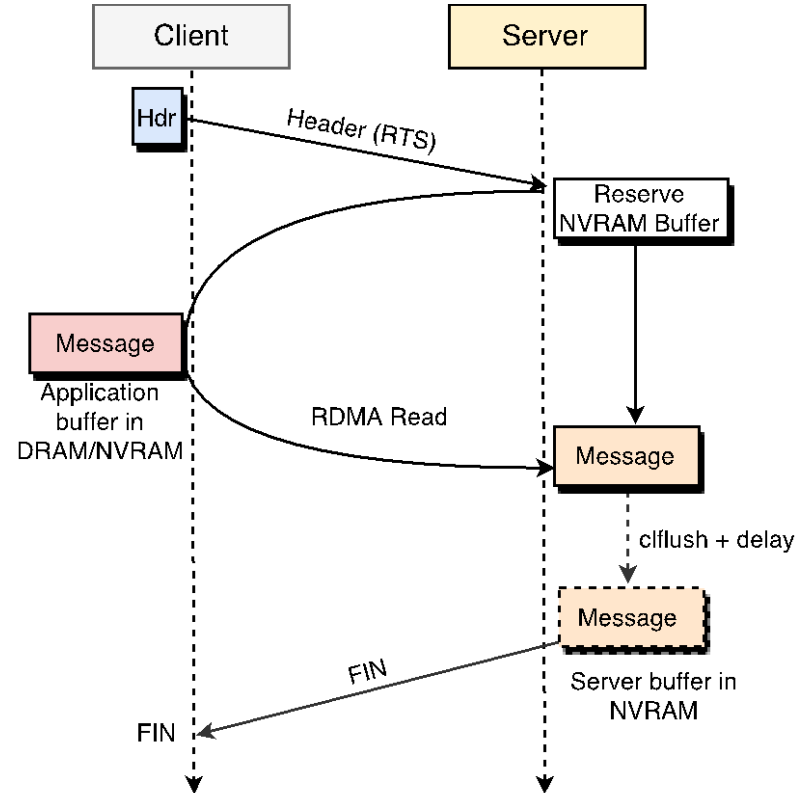 Client
Server
Hdr
Header (RTS)
Reserve
NVRAM Buffer
Message
Application
buffer in
DRAM/NVRAM
RDMA Read
Message
clflush + delay
Message
FIN
Server buffer in
NVRAM
FIN